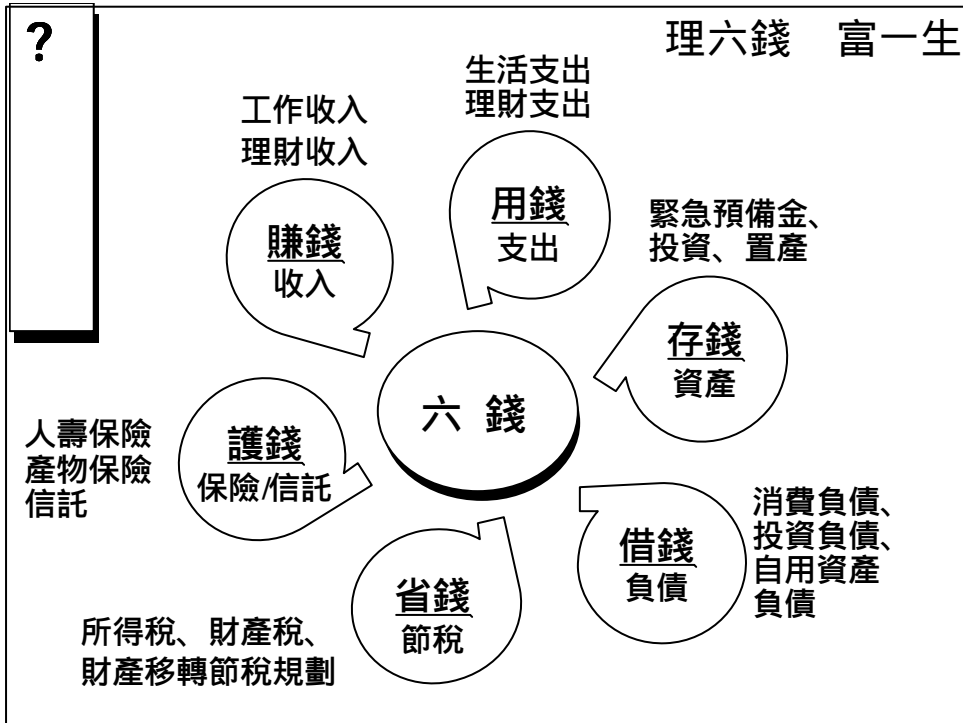 ?
理六錢　富一生
工作收入
理財收入
賺錢
收入
生活支出
理財支出
用錢
支出
緊急預備金、
投資、置產
存錢
資產
六 錢
人壽保險
產物保險
信託
護錢
保險/信託
消費負債、
投資負債、
自用資產
負債
借錢
負債
省錢
節稅
所得稅、財產稅、
財產移轉節稅規劃